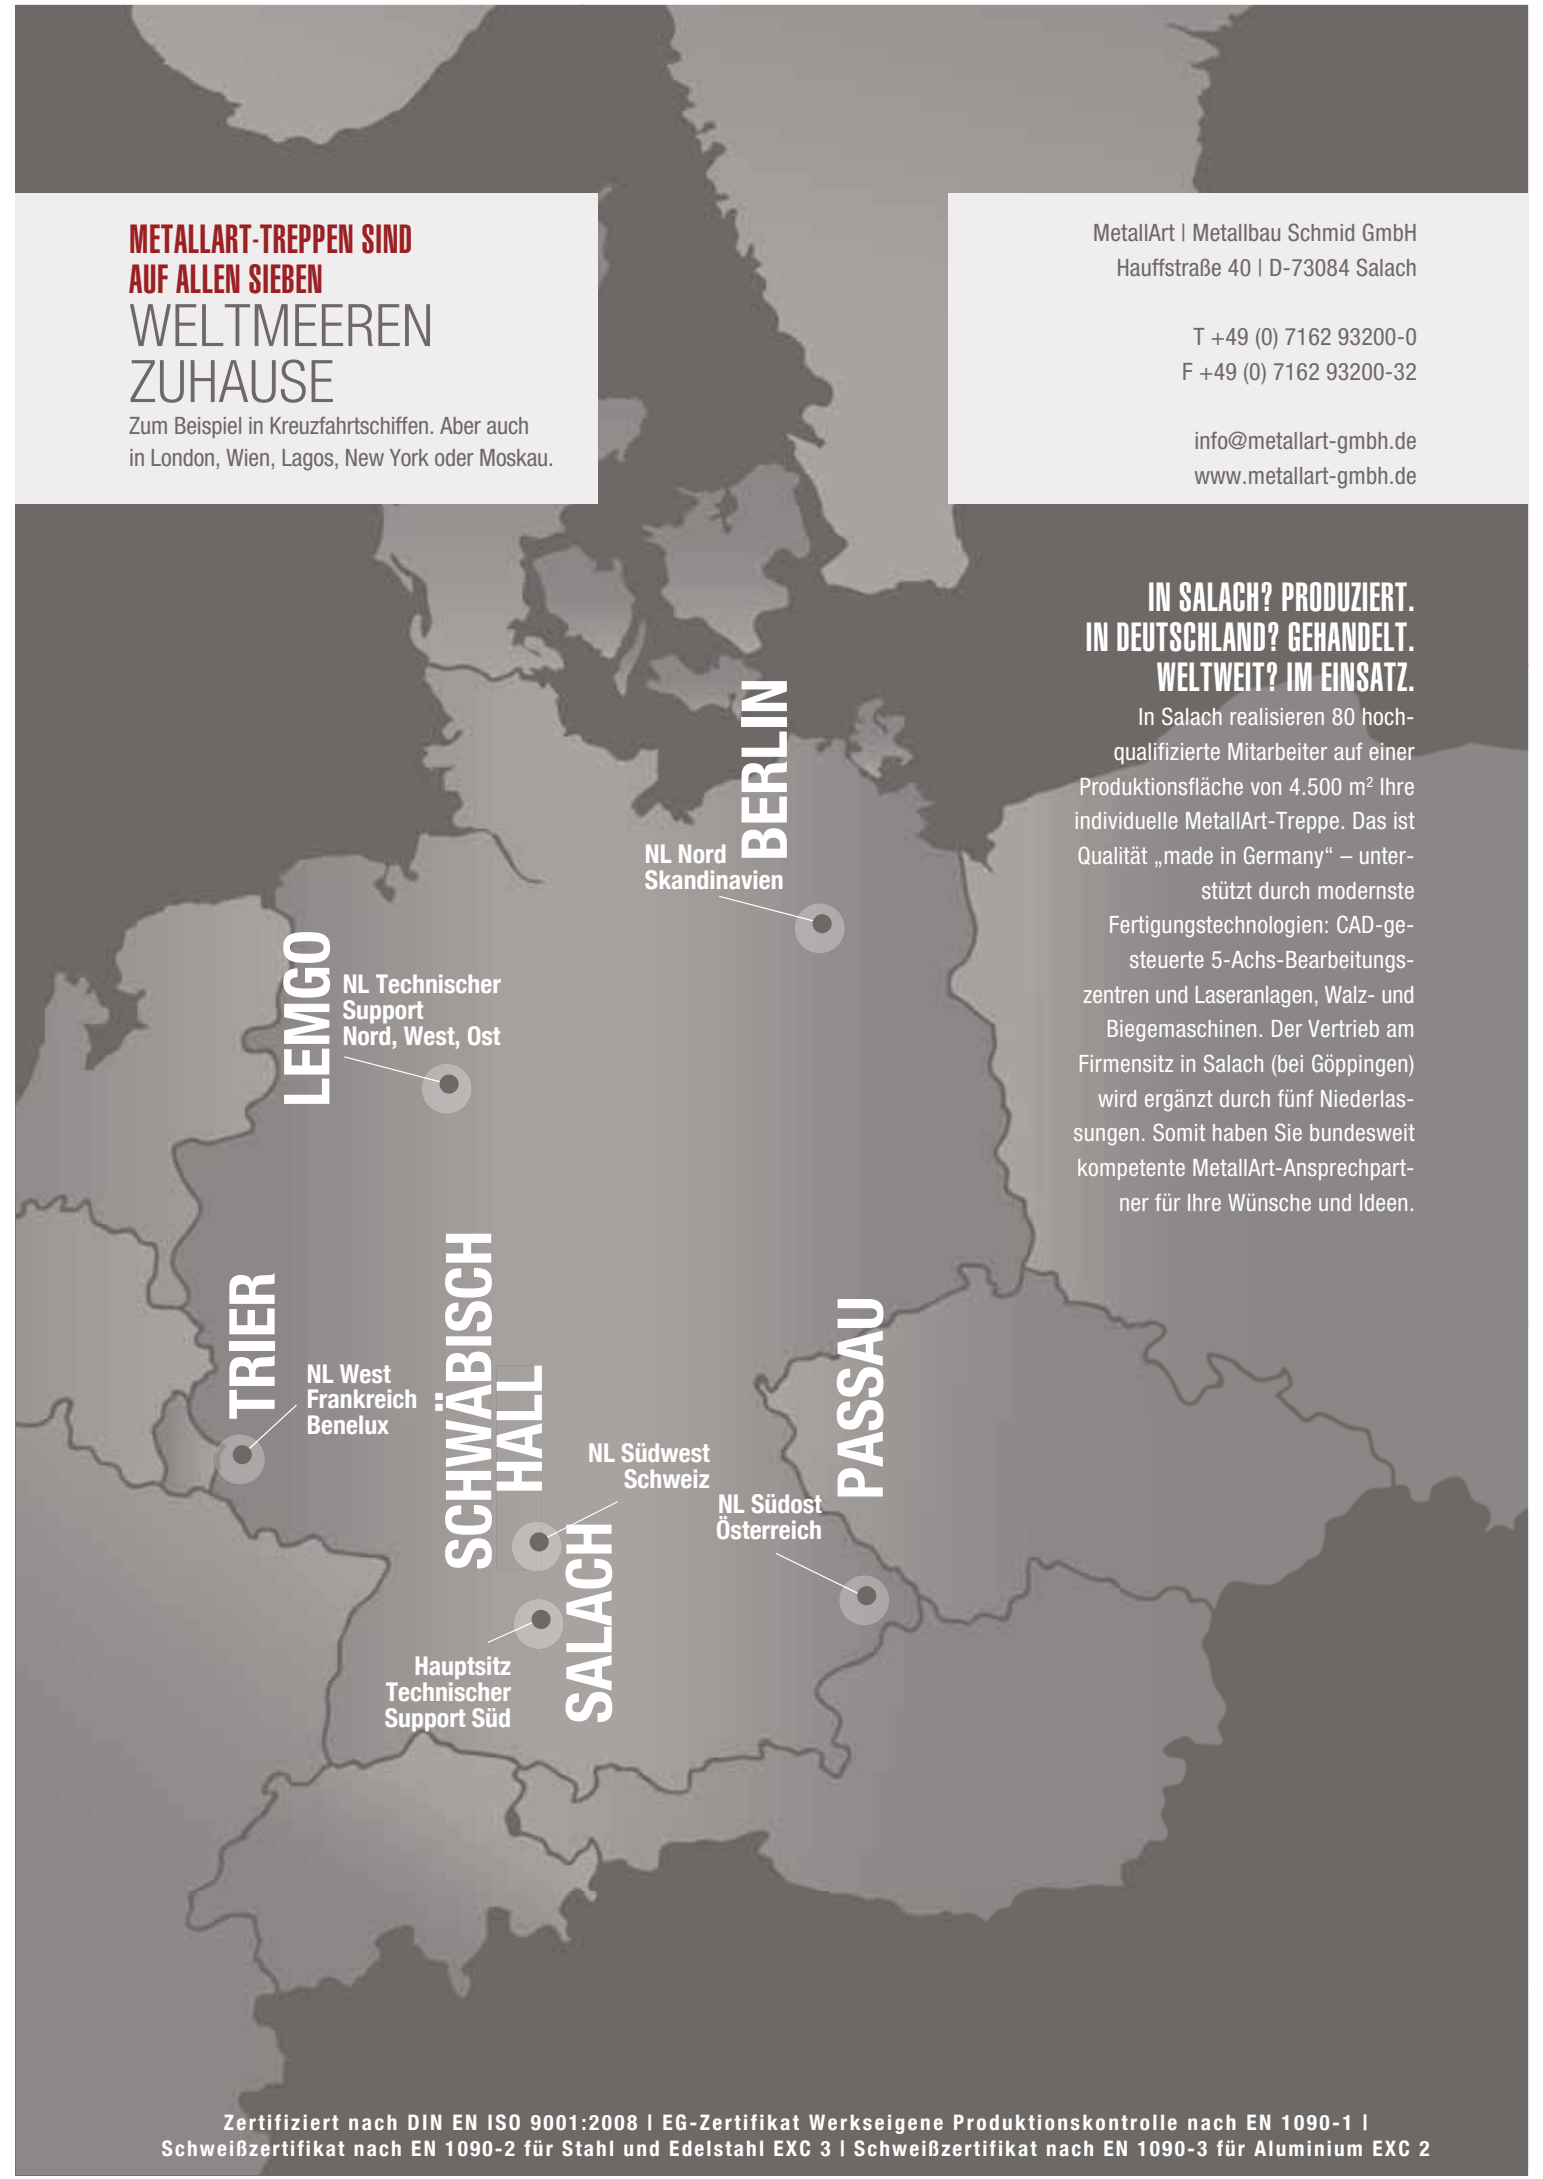 METALLART-TREPPEN SIND
AUF ALLEN SIEBEN
WELTMEEREN
ZUHAUSE
Zum Beispiel in Kreuzfahrtschiffen. Aber auch
in London, Wien, Lagos, New York oder Moskau.
MetallArt | Metallbau Schmid GmbH
Hauffstraße 40 | D-73084 Salach
T +49 (0) 7162 93200-0
F +49 (0) 7162 93200-32
info@metallart-gmbh.de
www.metallart-gmbh.de
IN SALACH? PRODUZIERT.
IN DEUTSCHLAND? GEHANDELT.
WELTWEIT? IM EINSATZ.
In Salach realisieren 80 hoch-
qualifizierte Mitarbeiter auf einer
Produktionsfläche von 4.500 m² Ihre
individuelle MetallArt-Treppe. Das ist
Qualität „made in Germany“ – unter-
stützt durch modernste
Fertigungstechnologien: CAD-ge-
steuerte 5-Achs-Bearbeitungs-
zentren und Laseranlagen, Walz- und
Biegemaschinen. Der Vertrieb am
Firmensitz in Salach (bei Göppingen)
wird ergänzt durch fünf Niederlas-
sungen. Somit haben Sie bundesweit
kompetente MetallArt-Ansprechpart-
ner für Ihre Wünsche und Ideen.
BERLIN
NL Nord
Skandinavien
LEMGO
NL Technischer
Support
Nord, West, Ost
TRIER
NL West
Frankreich
Benelux
SCHWÄBISCH
HALL
NL Südwest
Schweiz
PASSAU
NL Südost
Österreich
SALACH
Hauptsitz
Technischer
Support Süd
Zertifiziert nach DIN EN ISO 9001:2008 | EG-Zertifikat Werkseigene Produktionskontrolle nach EN 1090-1 |
Schweißzertifikat nach EN 1090-2 für Stahl und Edelstahl EXC 3 | Schweißzertifikat nach EN 1090-3 für Aluminium EXC 2